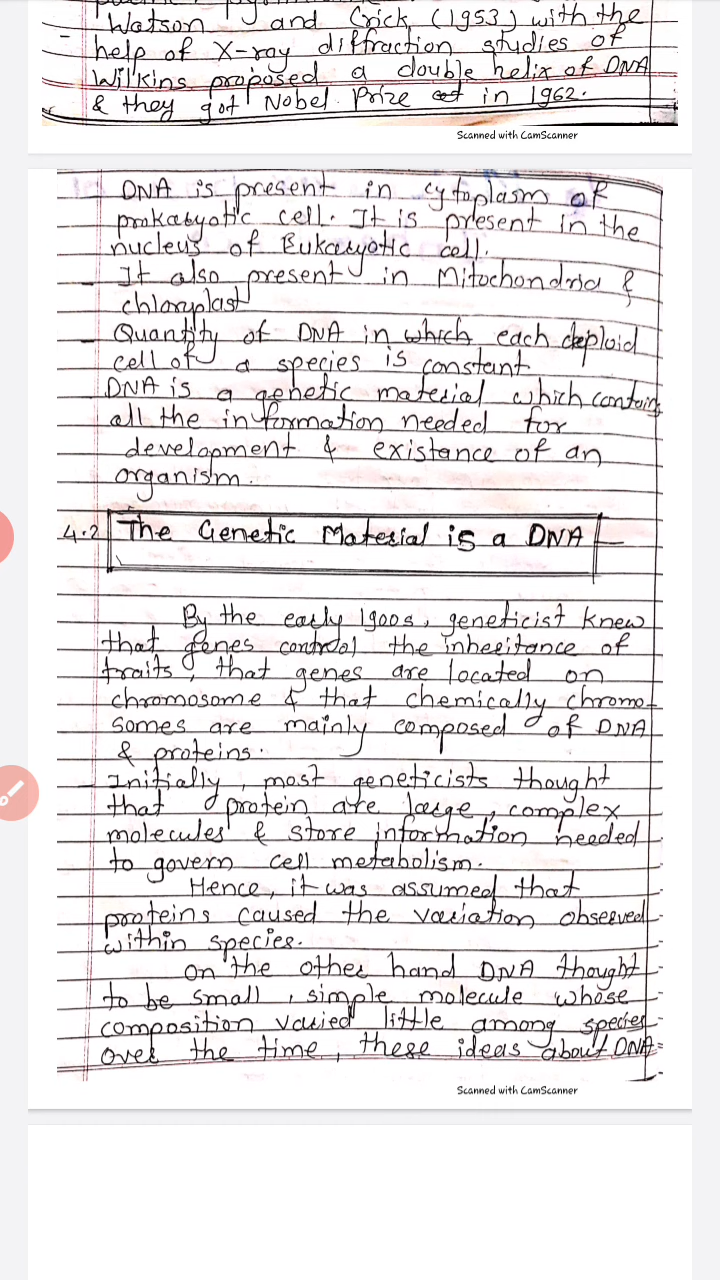 Watson and Crick (1953) with the
- help of X-ray diffraction studies of
Wilkins proposed a double helix of DNA
& they got Nobel Prize in 1962.
Scanned with CamScanner
DNA is present in cytoplasm of
prokaryotic cell. It is present in the
nucleus of Eukaryotic cell.
- It also present in Mitochondria &
chloroplast
- Quantity of DNA in which each deploid
cell of a species is constant
DNA is a genetic material which contains
all the information needed for
development & existance of an
organism.
4.2 The Genetic Material is a DNA
By the early 1900s, geneticist knew
that genes control the inheritance of
traits, that genes are located on
chromosome & that chemically chromo-
somes are mainly composed of DNA
& proteins.
- Initially, most geneticists thought
that protein are large, complex
molecules & store information needed
to govern cell metabolism.
Hence, it was assumed that
proteins caused the variation observed
within species.
On the other hand DNA thought
to be small, simple molecule whose
composition varied little among species
over the time, these ideas about DNA
Scanned with CamScanner